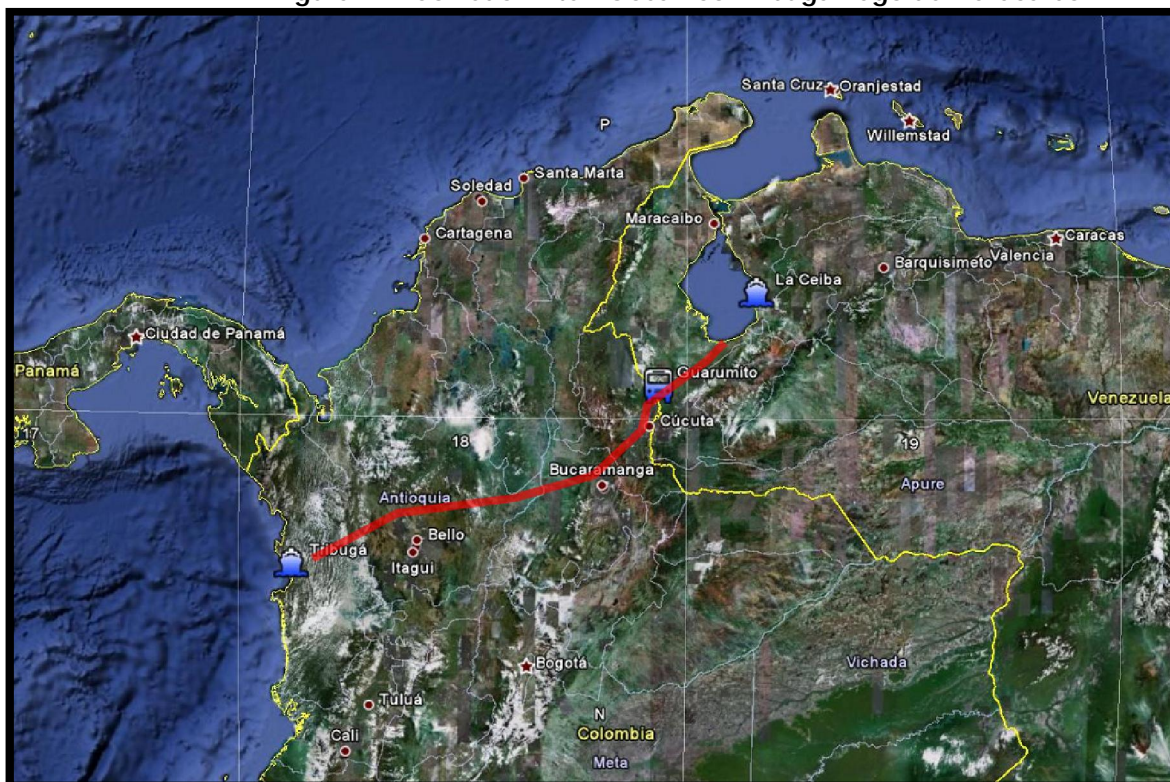 Santa Cruz Oranjestad
P
Willemstad
Santa Marta
Soledad
Maracaibo
Cartagena
Caracas
Valencia
Barquisimeto
La Ceiba
Ciudad de Panamá
Panamá
Guarumito
Venezuela
Cúcuta
17
18
19
Bucaramanga
Apure
Antioquia
Bello
Tribugá
Itagui
Bogotá
Vichada
Tuluá
N
Colombia
Cali
Meta